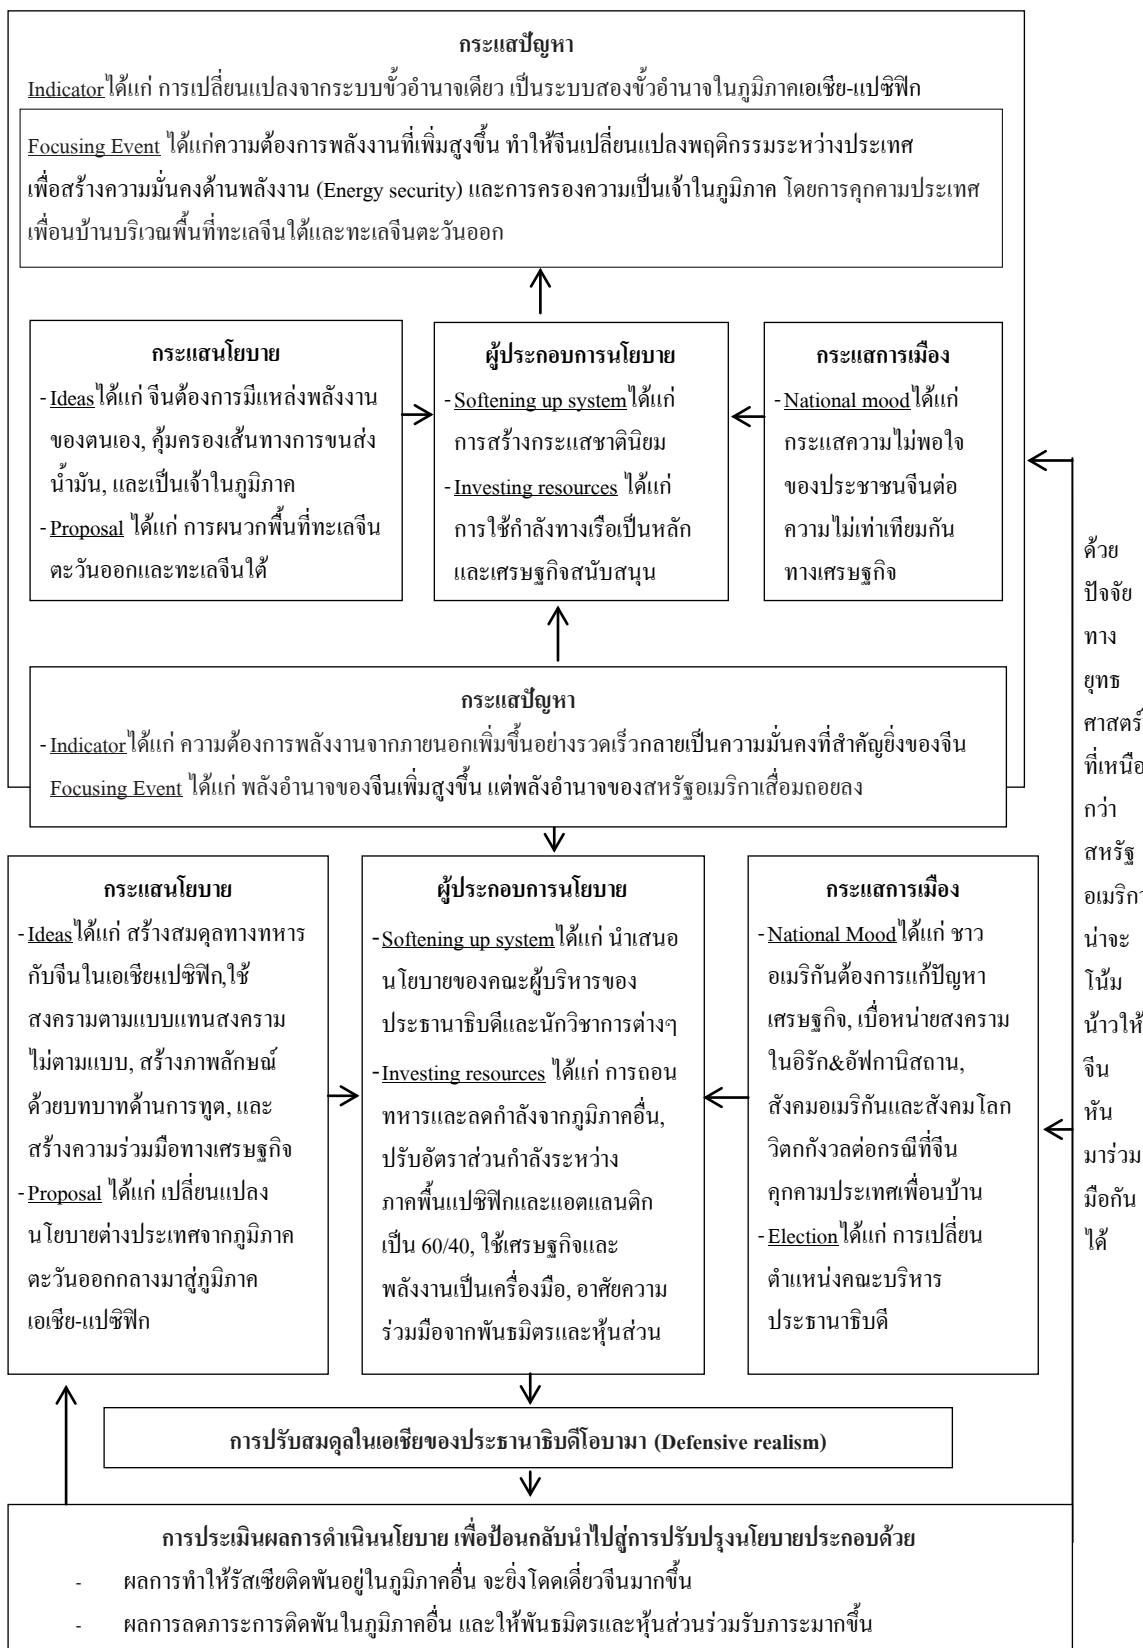 กระแสปัญหา
Indicator ได้แก่ การเปลี่ยนแปลงจากระบบขั้วอำนาจเดียว เป็นระบบสองขั้วอำนาจในภูมิภาคเอเชีย-แปซิฟิก
Focusing Event ได้แก่ความต้องการพลังงานที่เพิ่มสูงขึ้น ทำให้จีนเปลี่ยนแปลงพฤติกรรมระหว่างประเทศ
เพื่อสร้างความมั่นคงด้านพลังงาน (Energy security) และการครองความเป็นเจ้าในภูมิภาค โดยการคุกคามประเทศ
เพื่อนบ้านบริเวณพื้นที่ทะเลจีนใต้และทะเลจีนตะวันออก
กระแสนโยบาย
- Ideas ได้แก่ จีนต้องการมีแหล่งพลังงาน
ของตนเอง, คุ้มครองเส้นทางการขนส่ง
น้ำมัน, และเป็นเจ้าในภูมิภาค
- Proposal ได้แก่ การผนวกพื้นที่ทะเลจีน
ตะวันออกและทะเลจีนใต้
ผู้ประกอบการนโยบาย
- Softening up system ได้แก่
การสร้างกระแสชาตินิยม
- Investing resources ได้แก่
การใช้กำลังทางเรือเป็นหลัก
และเศรษฐกิจสนับสนุน
กระแสการเมือง
- National mood ได้แก่
กระแสความไม่พอใจ
ของประชาชนจีนต่อ
ความไม่เท่าเทียมกัน
ทางเศรษฐกิจ
กระแสปัญหา
- Indicator ได้แก่ ความต้องการพลังงานจากภายนอกเพิ่มขึ้นอย่างรวดเร็วกลายเป็นความมั่นคงที่สำคัญยิ่งของจีน
Focusing Event ได้แก่ พลังอำนาจของจีนเพิ่มสูงขึ้น แต่พลังอำนาจของสหรัฐอเมริกาเสื่อมถอยลง
กระแสนโยบาย
- Ideas ได้แก่ สร้างสมดุลทางทหาร
กับจีนในเอเชีย-แปซิฟิก,ใช้
สงครามตามแบบแทนสงคราม
ไม่ตามแบบ, สร้างภาพลักษณ์
ด้วยบทบาทด้านการทูต, และ
สร้างความร่วมมือทางเศรษฐกิจ
- Proposal ได้แก่ เปลี่ยนแปลง
นโยบายต่างประเทศจากภูมิภาค
ตะวันออกกลางมาสู่ภูมิภาค
เอเชีย-แปซิฟิก
ผู้ประกอบการนโยบาย
- Softening up system ได้แก่ นำเสนอ
นโยบายของคณะผู้บริหารของ
ประธานาธิบดีและนักวิชาการต่างๆ
- Investing resources ได้แก่ การถอน
ทหารและลดกำลังจากภูมิภาคอื่น,
ปรับอัตราส่วนกำลังระหว่าง
ภาคพื้นแปซิฟิกและแอตแลนติก
เป็น 60/40, ใช้เศรษฐกิจและ
พลังงานเป็นเครื่องมือ, อาศัยความ
ร่วมมือจากพันธมิตรและหุ้นส่วน
กระแสการเมือง
- National Mood ได้แก่ ชาว
อเมริกันต้องการแก้ปัญหา
เศรษฐกิจ, เบื่อหน่ายสงคราม
ในอิรัก&อัฟกานิสถาน,
สังคมอเมริกันและสังคมโลก
วิตกกังวลต่อกรณีที่จีน
คุกคามประเทศเพื่อนบ้าน
- Election ได้แก่ การเปลี่ยน
ตำแหน่งคณะบริหาร
ประธานาธิบดี
ด้วย
ปัจจัย
ทาง
ยุทธ
ศาสตร์
ที่เหนือ
กว่า
สหรัฐ
อเมริกา
น่าจะ
โน้ม
น้าวให้
จีน
หัน
มาร่วม
มือกัน
ได้
การปรับสมดุลในเอเชียของประธานาธิบดีโอบามา (Defensive realism)
การประเมินผลการดำเนินนโยบาย เพื่อป้อนกลับนำไปสู่การปรับปรุงนโยบายประกอบด้วย
- ผลการทำให้รัสเซียติดพันอยู่ในภูมิภาคอื่น จะยิ่งโดดเดี่ยวจีนมากขึ้น
- ผลการลดภาระการติดพันในภูมิภาคอื่น และให้พันธมิตรและหุ้นส่วนร่วมรับภาระมากขึ้น